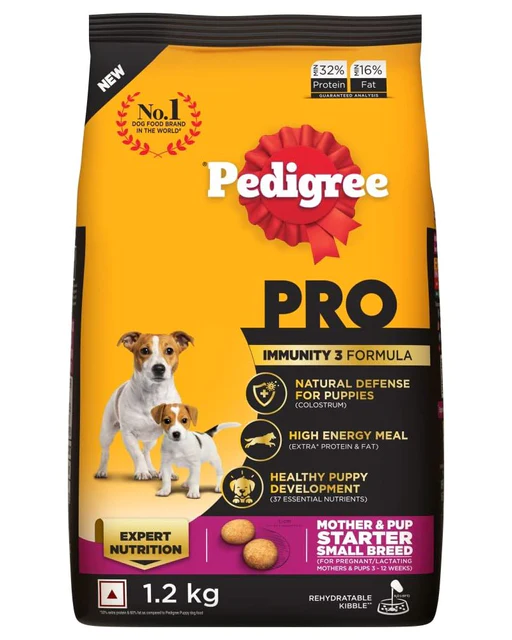 NEW
MIN 32% Protein
MIN 16% Fat
GUARANTEED ANALYSIS
No.1
DOG FOOD BRAND
IN THE WORLD*
Pedigree®
PRO
IMMUNITY 3 FORMULA
NATURAL DEFENSE
FOR PUPPIES
(COLOSTRUM)
HIGH ENERGY MEAL
(EXTRA* PROTEIN & FAT)
HEALTHY PUPPY
DEVELOPMENT
(37 ESSENTIAL NUTRIENTS)
EXPERT
NUTRITION
MOTHER & PUP
STARTER
SMALL BREED
(FOR PREGNANT/LACTATING
MOTHERS & PUPS 3 - 12 WEEKS)
1.2 kg
REHYDRATABLE
KIBBLE**